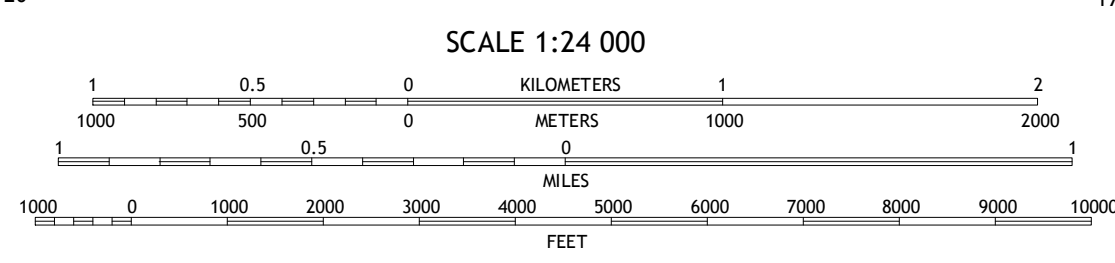 SCALE 1:24 000
1 0.5 0 KILOMETERS 1 2
1000 500 0 METERS 1000 2000
1 0.5 0 1
MILES
1000 0 1000 2000 3000 4000 5000 6000 7000 8000 9000 10000
FEET